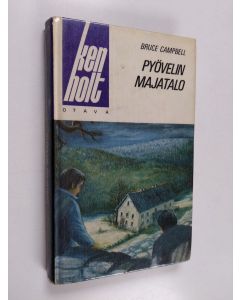 ken
holt
OTAVA
BRUCE CAMPBELL
PYÖVELIN
MAJATALO